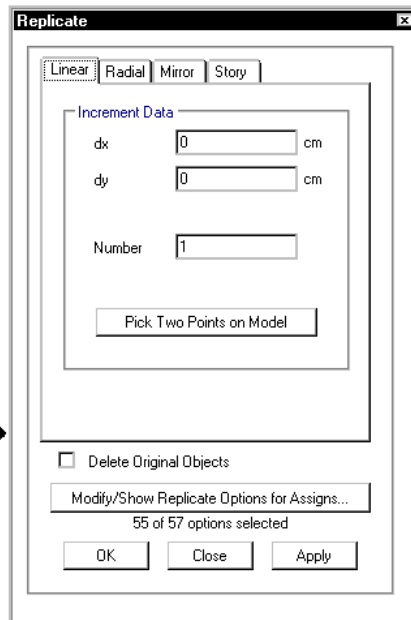 Replicate
Linear Radial Mirror Story
Increment Data
dx 0 cm
dy 0 cm
Number 1
Pick Two Points on Model
Delete Original Objects
Modify/Show Replicate Options for Assigns...
55 of 57 options selected
OK Close Apply